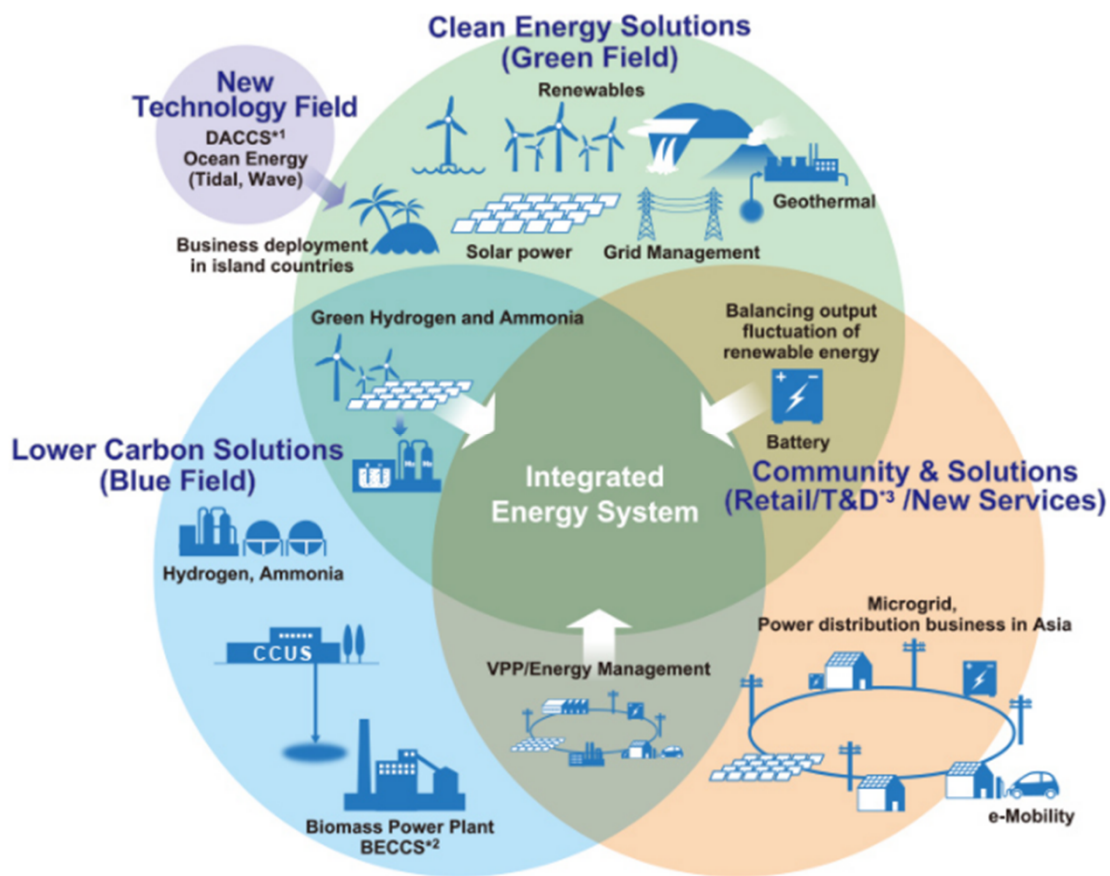 Clean Energy Solutions
(Green Field)
New
Technology Field
DACCS*1
Ocean Energy
(Tidal, Wave)
Renewables
Geothermal
Business deployment
in island countries
Solar power
Grid Management
Green Hydrogen and Ammonia
Balancing output
fluctuation of
renewable energy
+ −
Battery
H₂ H₂
Lower Carbon Solutions
(Blue Field)
Integrated
Energy System
Community & Solutions
(Retail/T&D*3 /New Services)
Hydrogen, Ammonia
CCUS
Microgrid,
Power distribution business in Asia
VPP/Energy Management
Biomass Power Plant
BECCS*2
e-Mobility